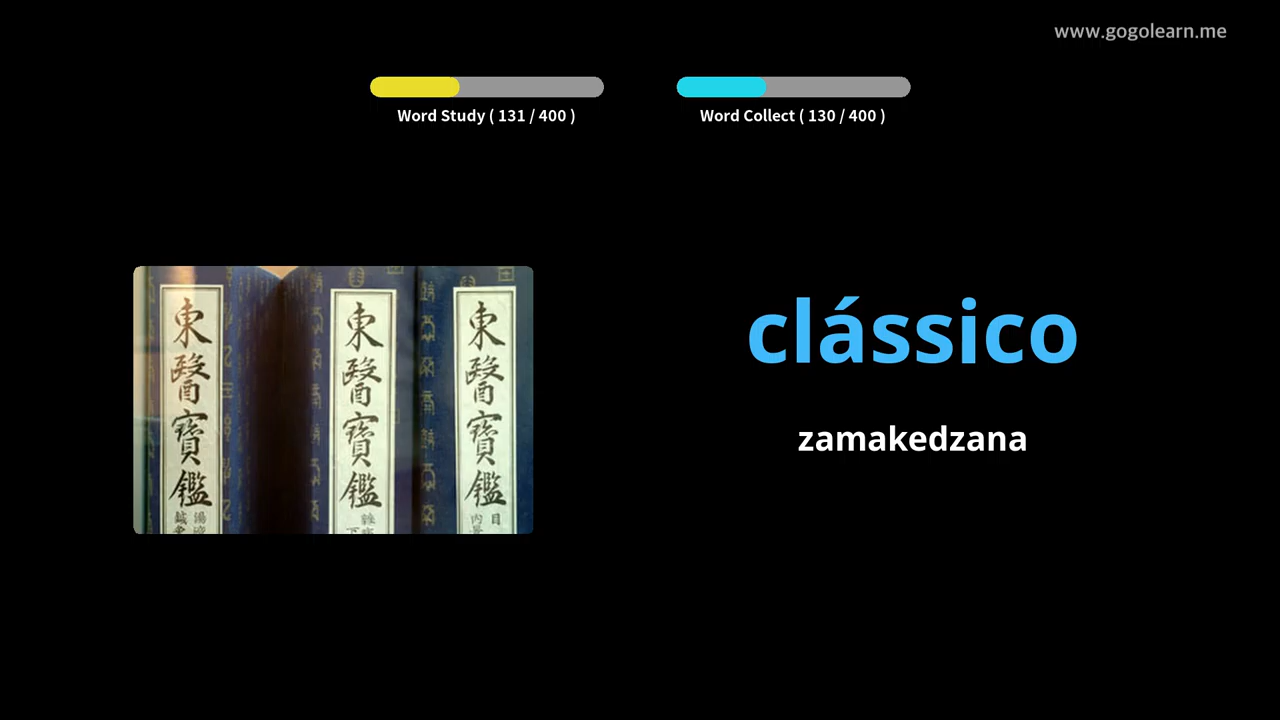 www.gogolearn.me
Word Study ( 131 / 400 )
Word Collect ( 130 / 400 )
東醫寶鑑
東醫寶鑑
東醫寶鑑
clássico
zamakedzana